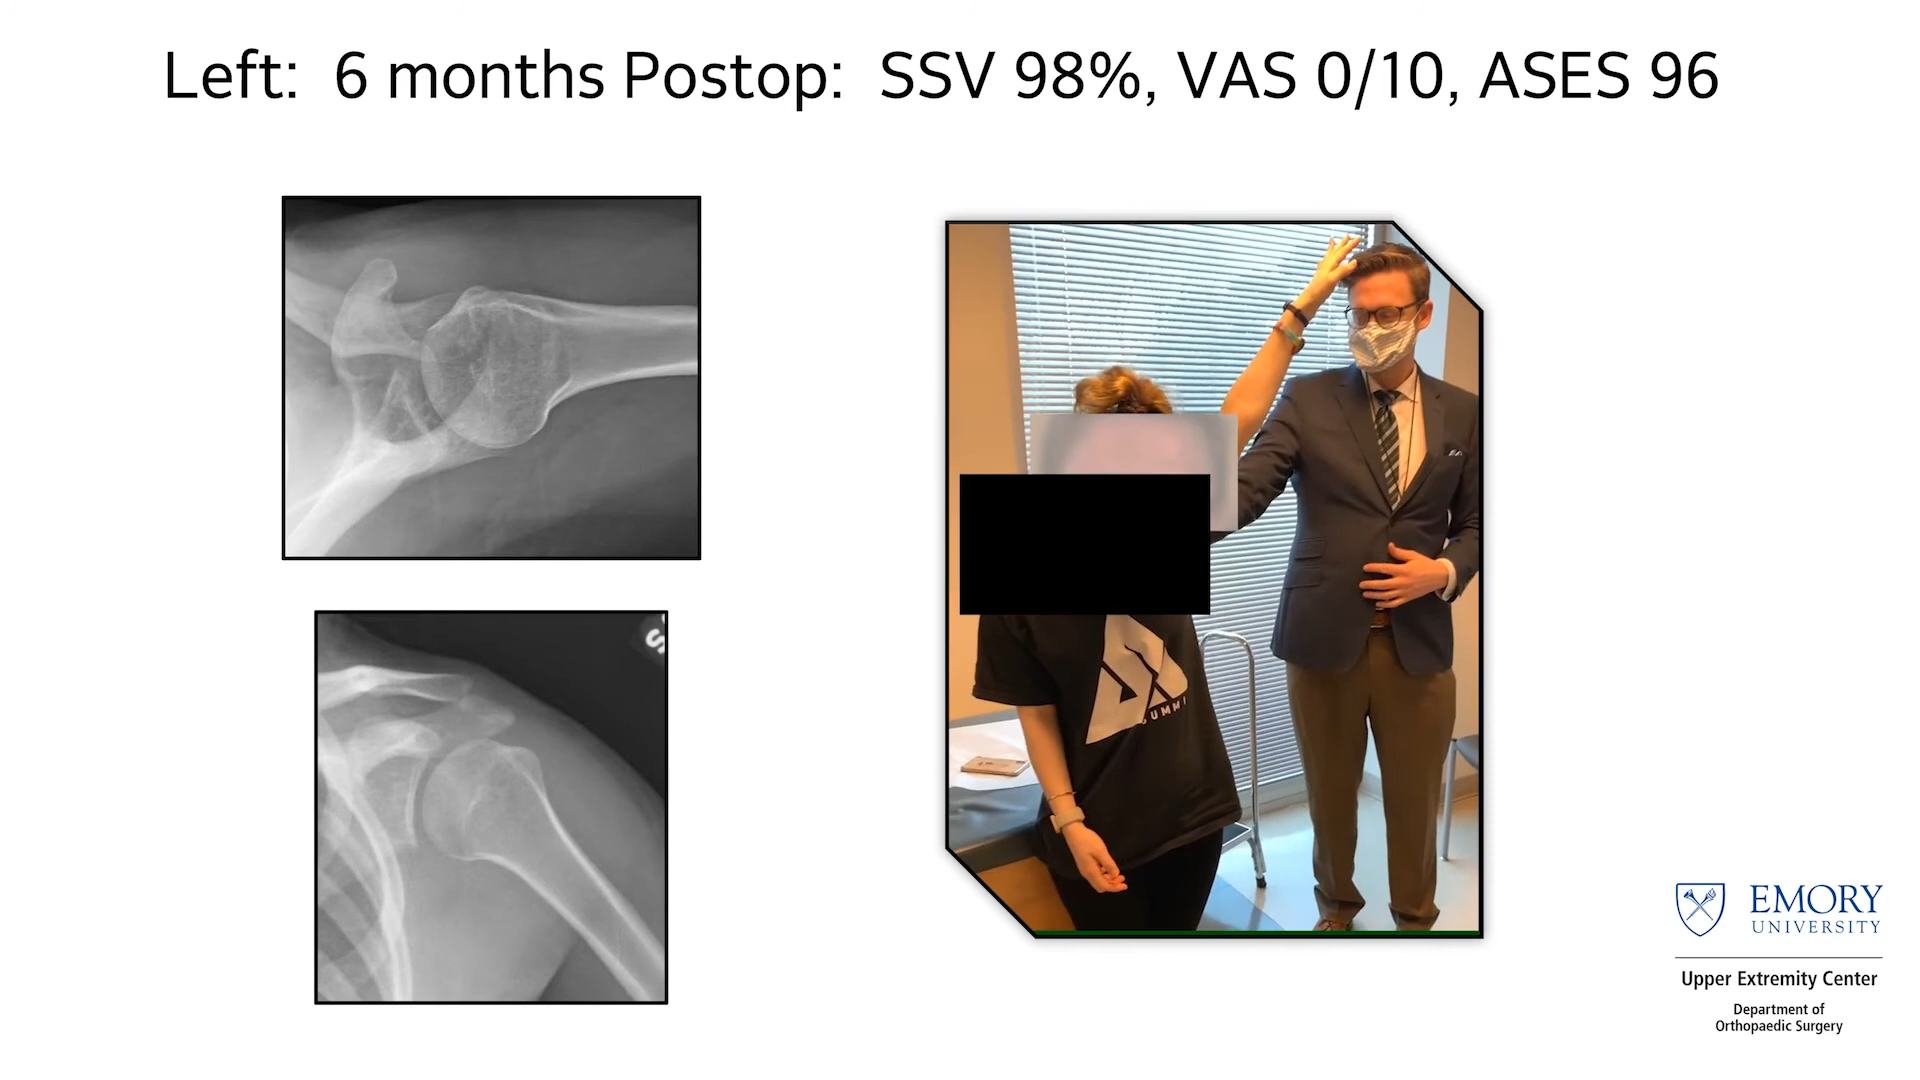 Left:  6 months Postop:  SSV 98%, VAS 0/10, ASES 96
SUMMI
EMORY
UNIVERSITY
Upper Extremity Center
Department of
Orthopaedic Surgery